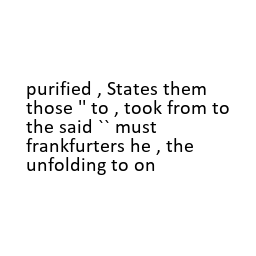 purified , States them
those " to , took from to
the said `` must
frankfurters he , the
unfolding to on